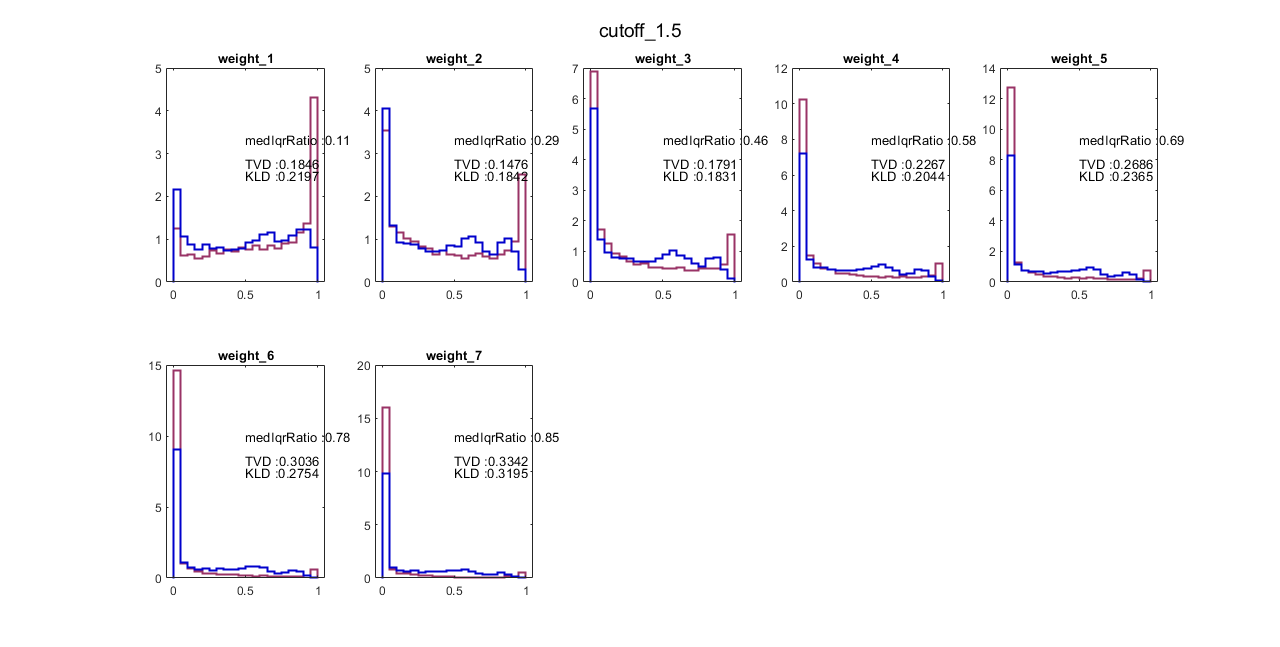 cutoff_1.5
weight_1
5
4
3
2
1
0
0 0.5 1
medIqrRatio :0.11
TVD :0.1846
KLD :0.2197
weight_2
5
4
3
2
1
0
0 0.5 1
medIqrRatio :0.29
TVD :0.1476
KLD :0.1842
weight_3
7
6
5
4
3
2
1
0
0 0.5 1
medIqrRatio :0.46
TVD :0.1791
KLD :0.1831
weight_4
12
10
8
6
4
2
0
0 0.5 1
medIqrRatio :0.58
TVD :0.2267
KLD :0.2044
weight_5
14
12
10
8
6
4
2
0
0 0.5 1
medIqrRatio :0.69
TVD :0.2686
KLD :0.2365
weight_6
15
10
5
0
0 0.5 1
medIqrRatio :0.78
TVD :0.3036
KLD :0.2754
weight_7
20
15
10
5
0
0 0.5 1
medIqrRatio :0.85
TVD :0.3342
KLD :0.3195